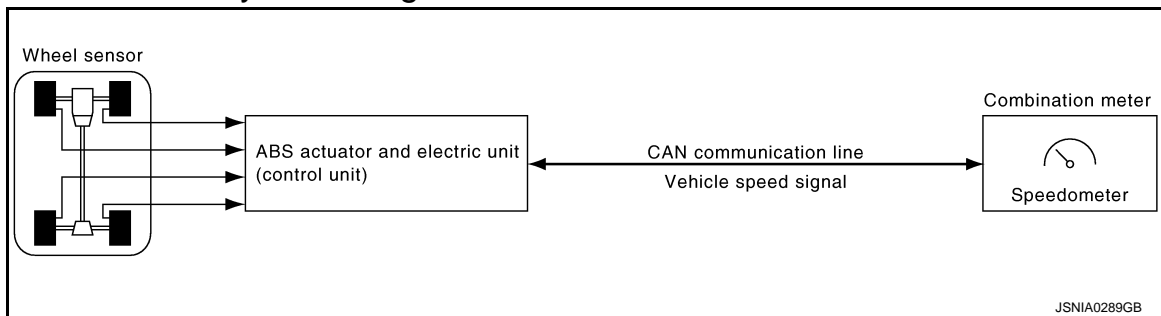 Wheel sensor
ABS actuator and electric unit
(control unit)
CAN communication line
Vehicle speed signal
Combination meter
Speedometer
JSNIA0289GB